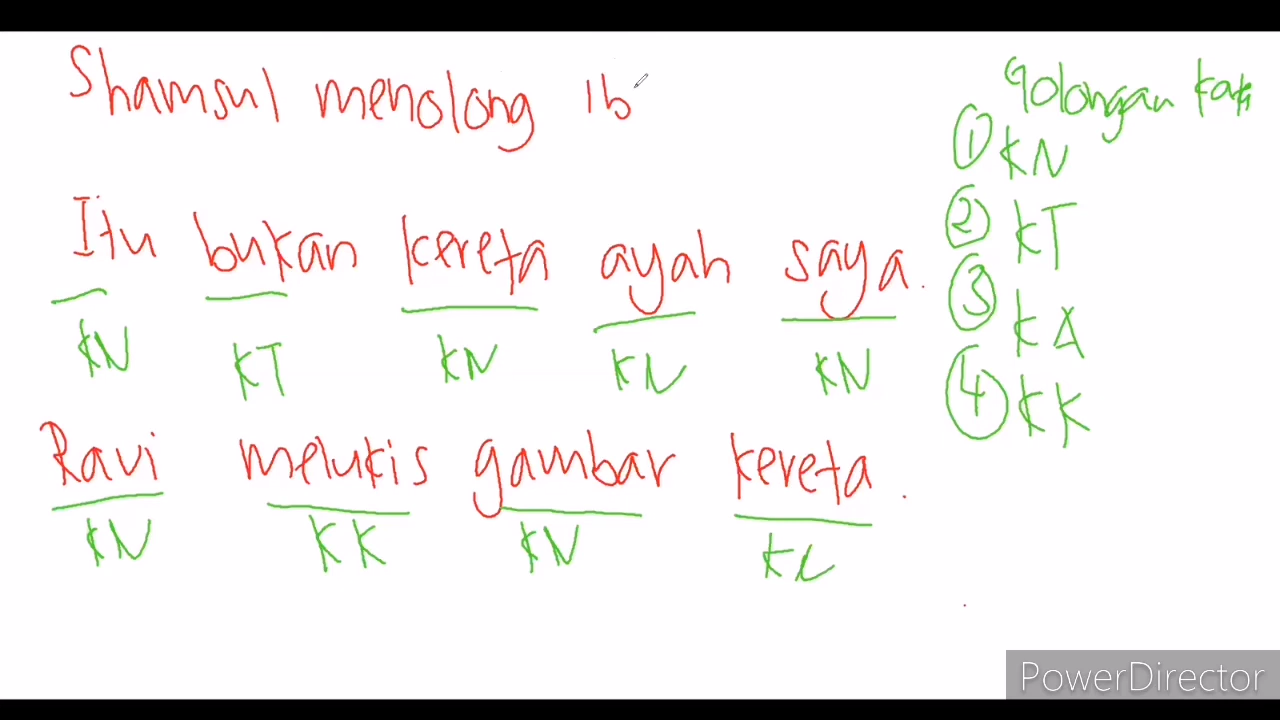 Shamsul menolong ib
Itu bukan kereta ayah saya.
KN KT KN KN KN
Ravi melukis gambar kereta.
KN KK KN KN
Golongan kata
① KN
② KT
③ KA
④ KK
PowerDirector